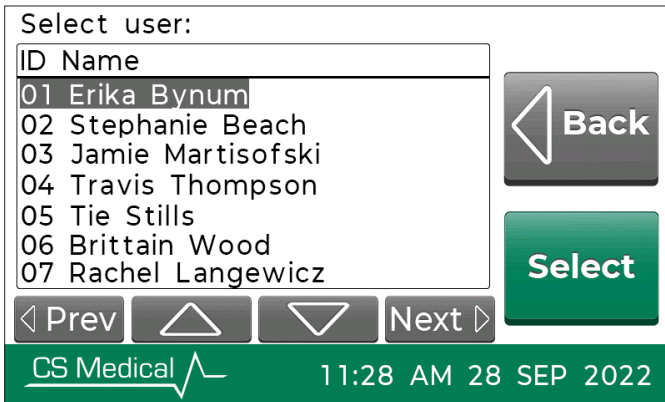 Select user:
ID Name
01 Erika Bynum
02 Stephanie Beach
03 Jamie Martisofski
04 Travis Thompson
05 Tie Stills
06 Brittain Wood
07 Rachel Langewicz
Back
Select
Prev
Next
CS Medical
11:28 AM 28 SEP 2022